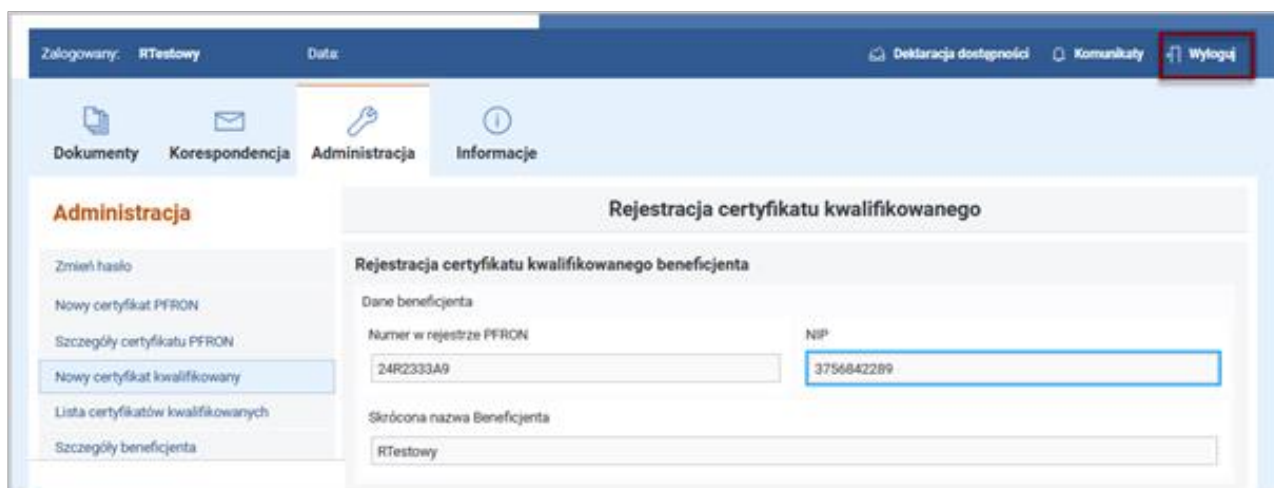 Zalogowany: RTestowy Data: Deklaracja dostępności Komunikaty Wyloguj
Dokumenty Korespondencja Administracja Informacje
Administracja
Zmień hasło
Nowy certyfikat PFRON
Szczegóły certyfikatu PFRON
Nowy certyfikat kwalifikowany
Lista certyfikatów kwalifikowanych
Szczegóły beneficjenta
Rejestracja certyfikatu kwalifikowanego
Rejestracja certyfikatu kwalifikowanego beneficjenta
Dane beneficjenta
Numer w rejestrze PFRON NIP
24R2333A9 3756842289
Skrócona nazwa Beneficjenta
RTestowy